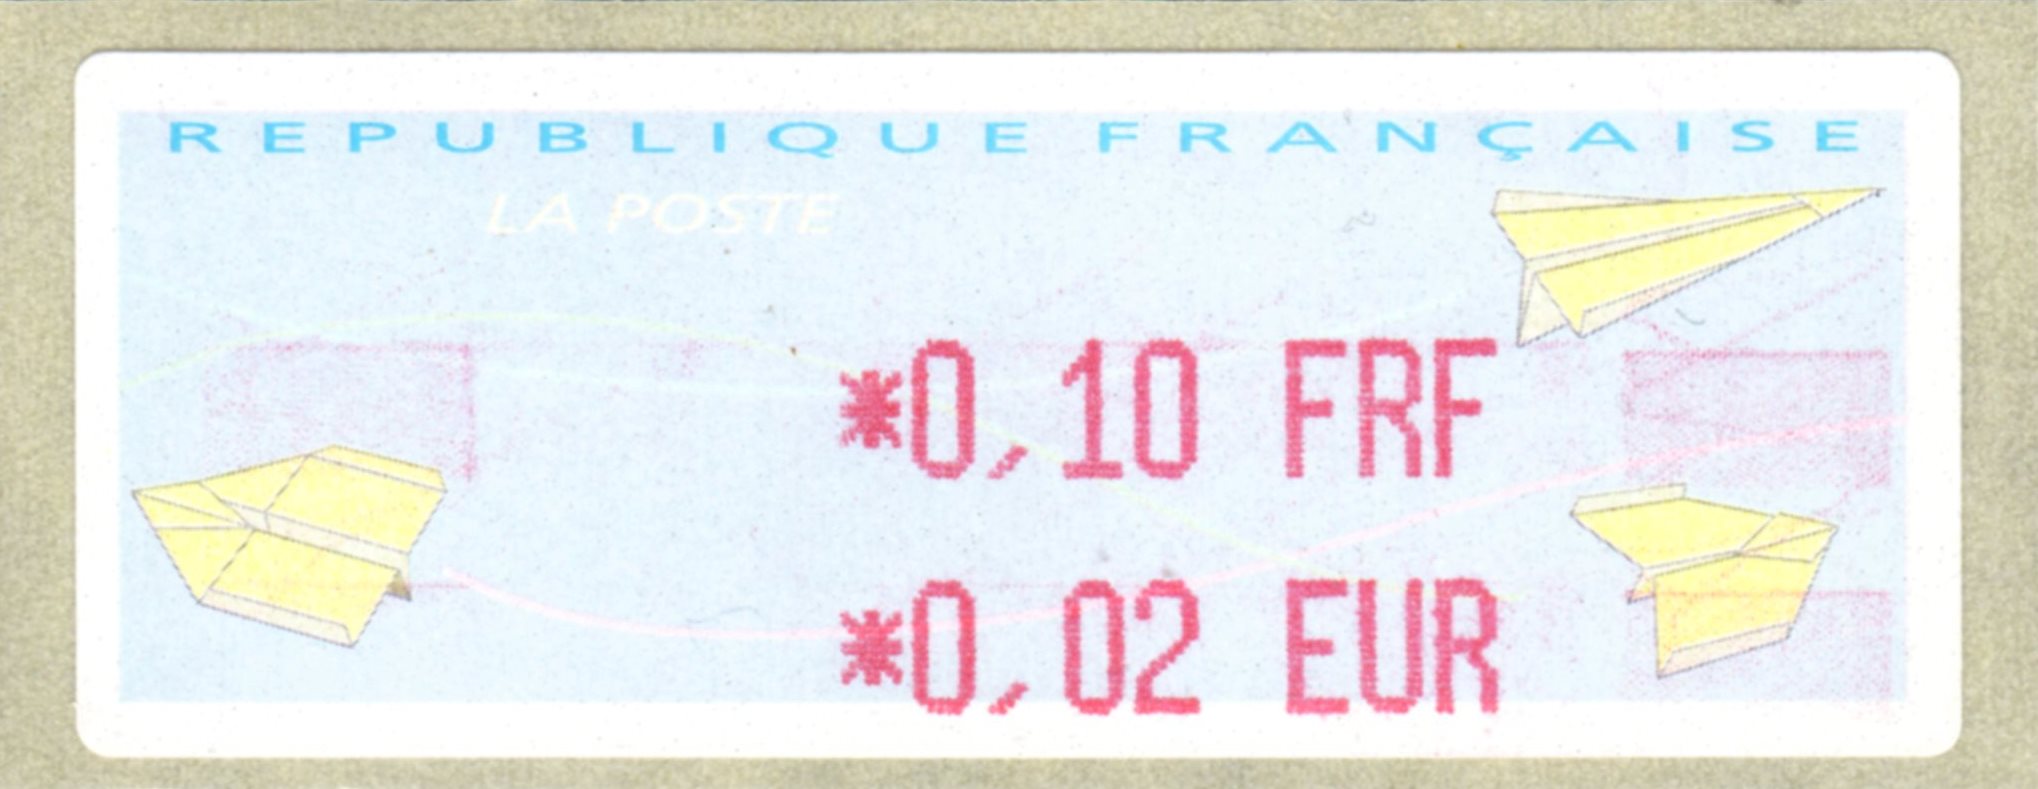 REPUBLIQUE FRANÇAISE
LA POSTE
*0,10 FRF
*0,02 EUR